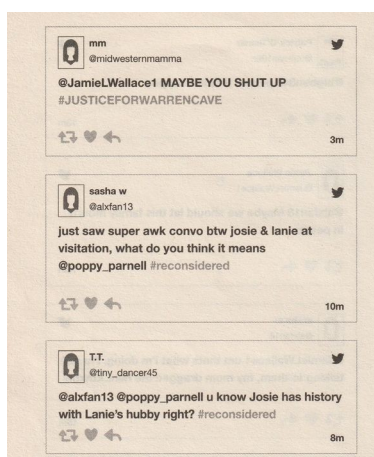 mm
@midwesternmamma
@JamieLWallace1 MAYBE YOU SHUT UP
#JUSTICEFORWARRENCAVE
3m
sasha w
@alxfan13
just saw super awk convo btw josie & lanie at
visitation, what do you think it means
@poppy_parnell #reconsidered
10m
T.T.
@tiny_dancer45
@alxfan13 @poppy_parnell u know Josie has history
with Lanie's hubby right? #reconsidered
8m